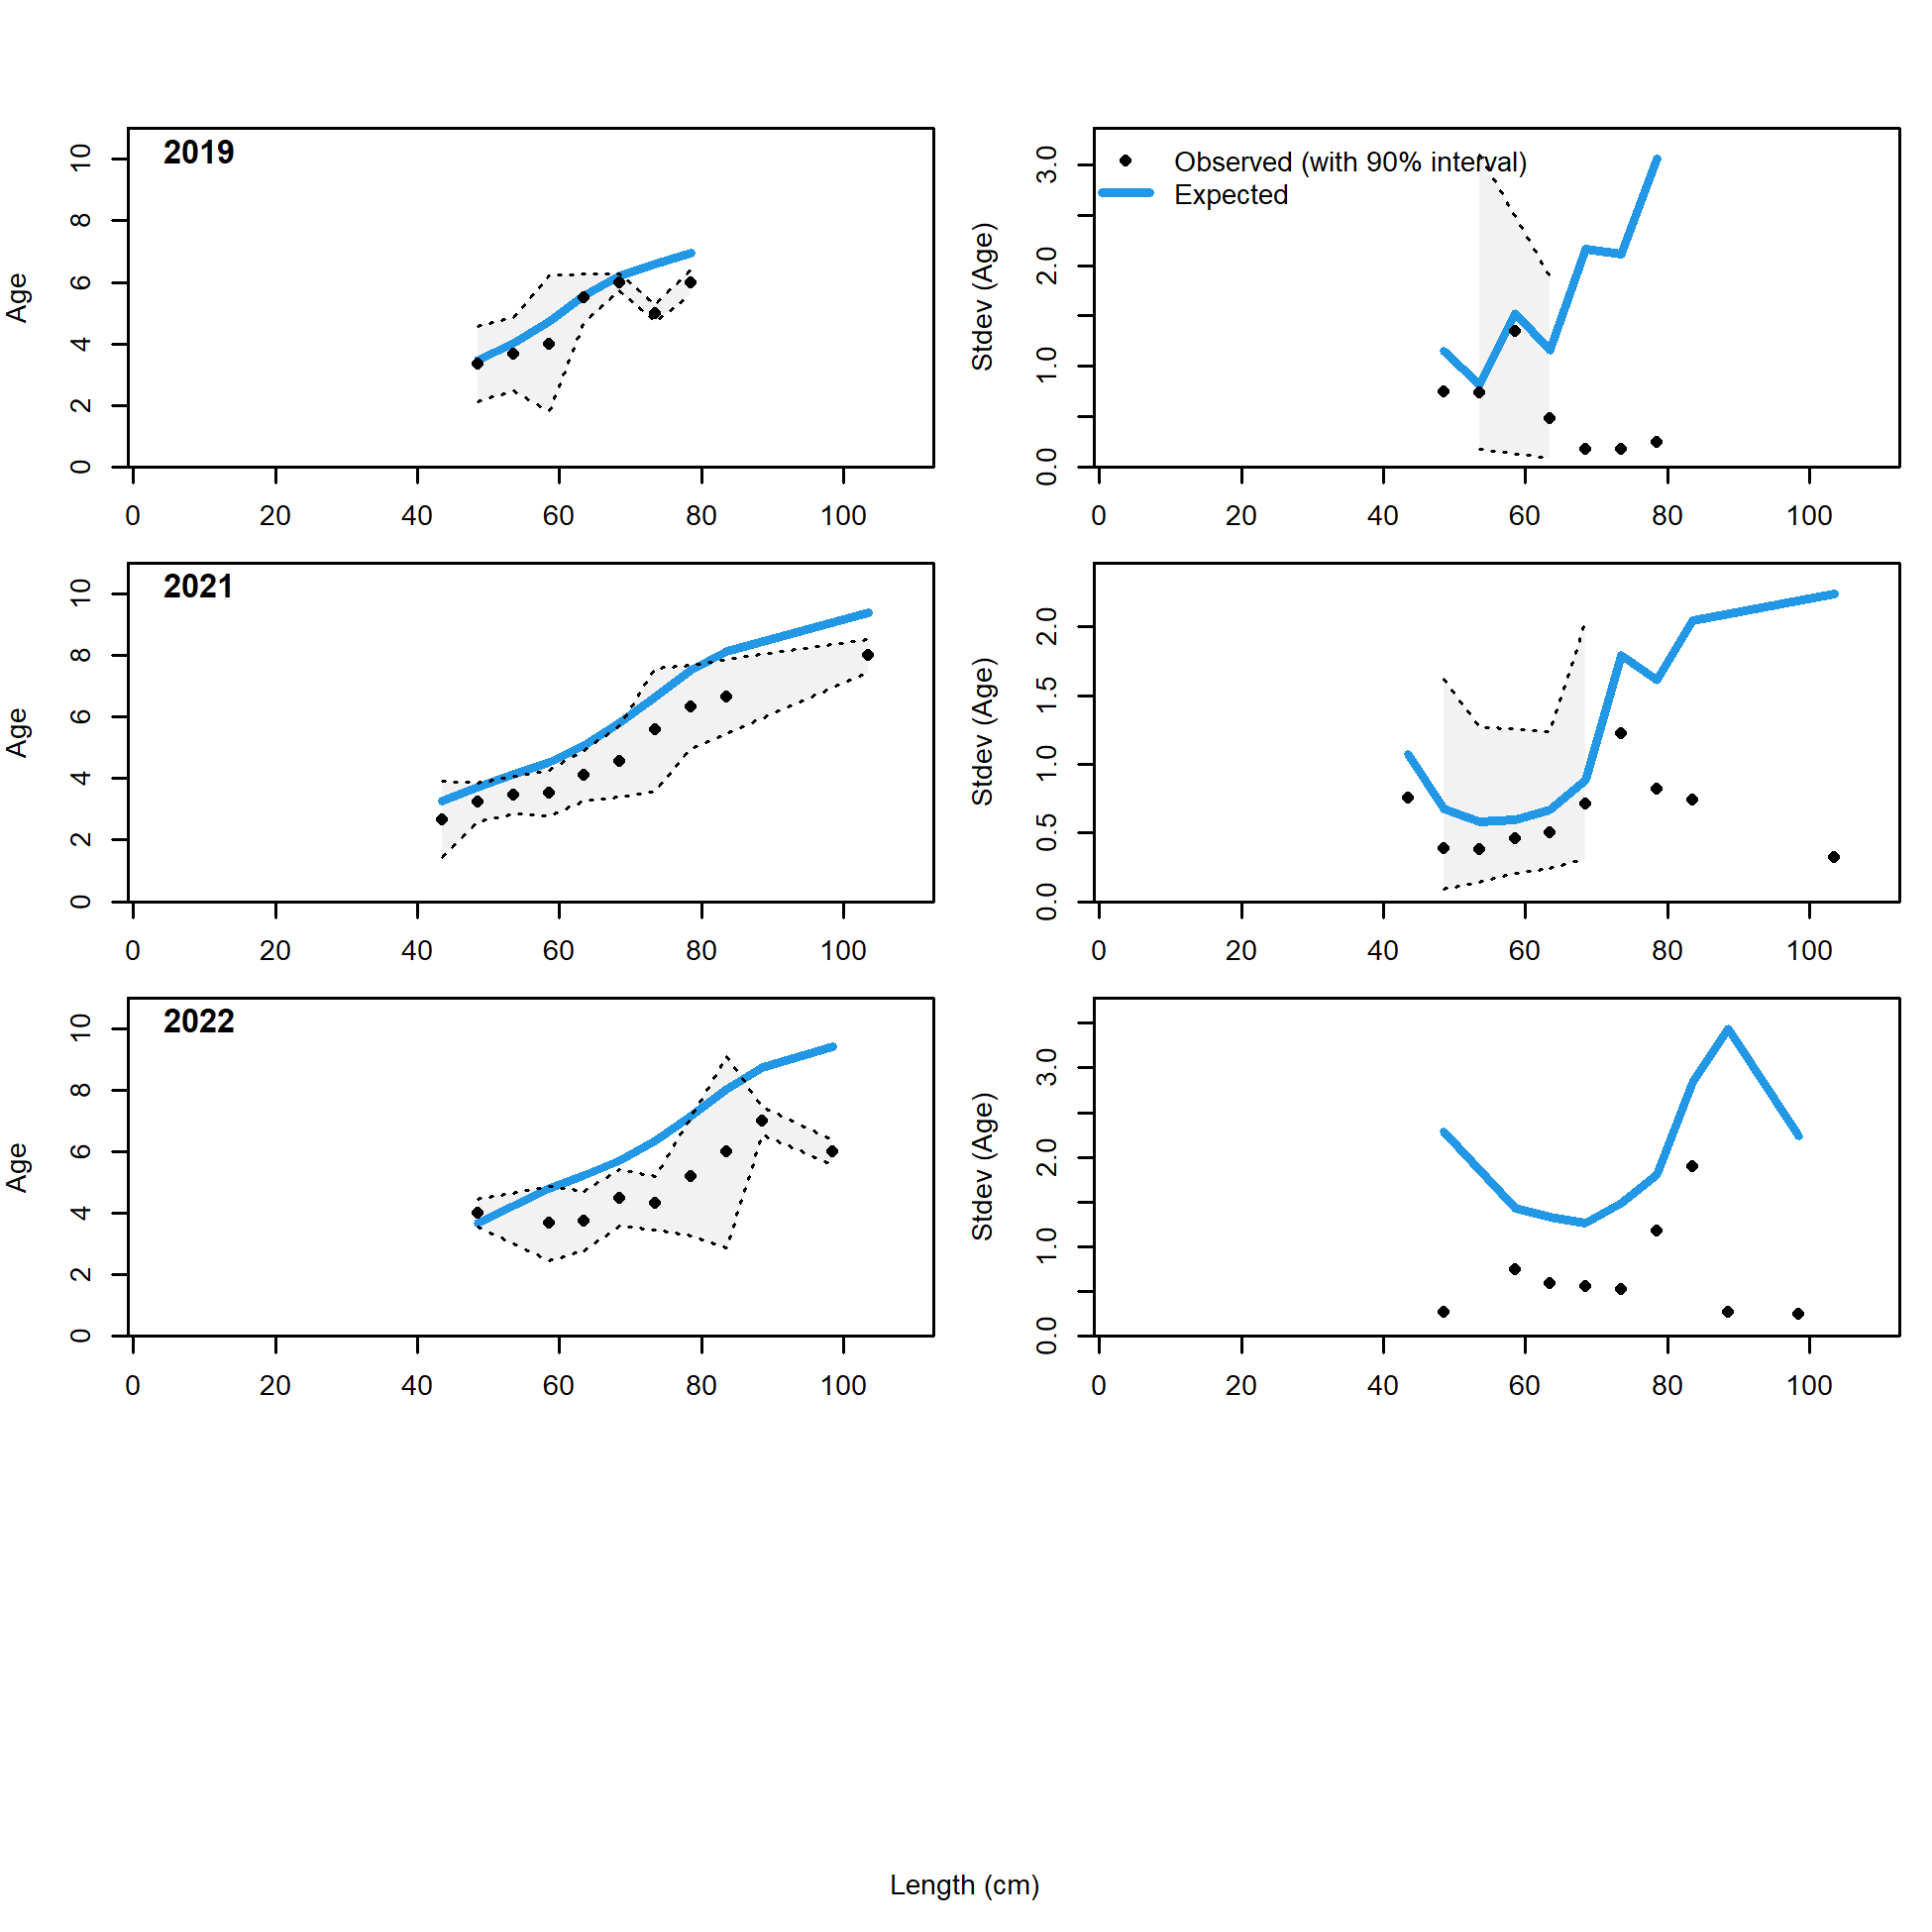 2019
Age
0 2 4 6 8 10
0 20 40 60 80 100
Observed (with 90% interval)
Expected
Stdev (Age)
0.0 1.0 2.0 3.0
0 20 40 60 80 100
2021
Age
0 2 4 6 8 10
0 20 40 60 80 100
Stdev (Age)
0.0 0.5 1.0 1.5 2.0
0 20 40 60 80 100
2022
Age
0 2 4 6 8 10
0 20 40 60 80 100
Stdev (Age)
0.0 1.0 2.0 3.0
0 20 40 60 80 100
Length (cm)